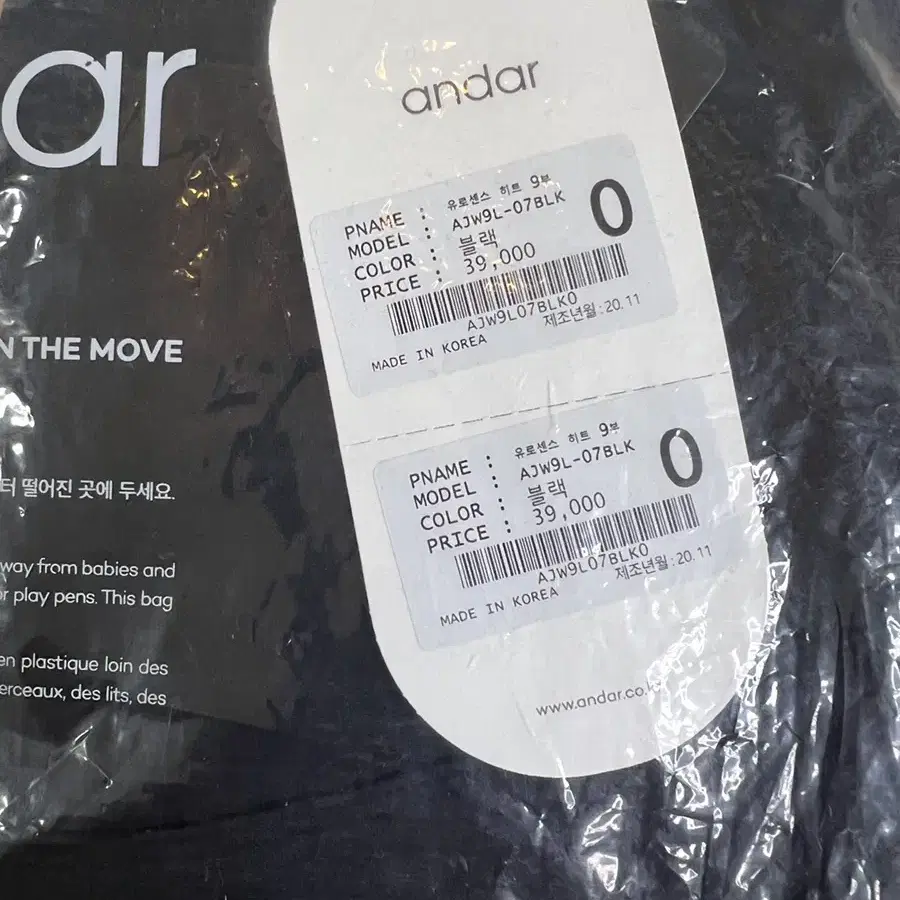 ar
N THE MOVE
터 떨어진 곳에 두세요.
way from babies and
r play pens. This bag
en plastique loin des
erceaux, des lits, des
andar
PNAME : 유로센스 히트 9부
MODEL : AJW9L-07BLK
COLOR : 블랙
PRICE : 39,000
0
AJW9L07BLK0
제조년월:20.11
MADE IN KOREA
PNAME : 유로센스 히트 9부
MODEL : AJW9L-07BLK
COLOR : 블랙
PRICE : 39,000
0
AJW9L07BLK0
제조년월:20.11
MADE IN KOREA
www.andar.co.k